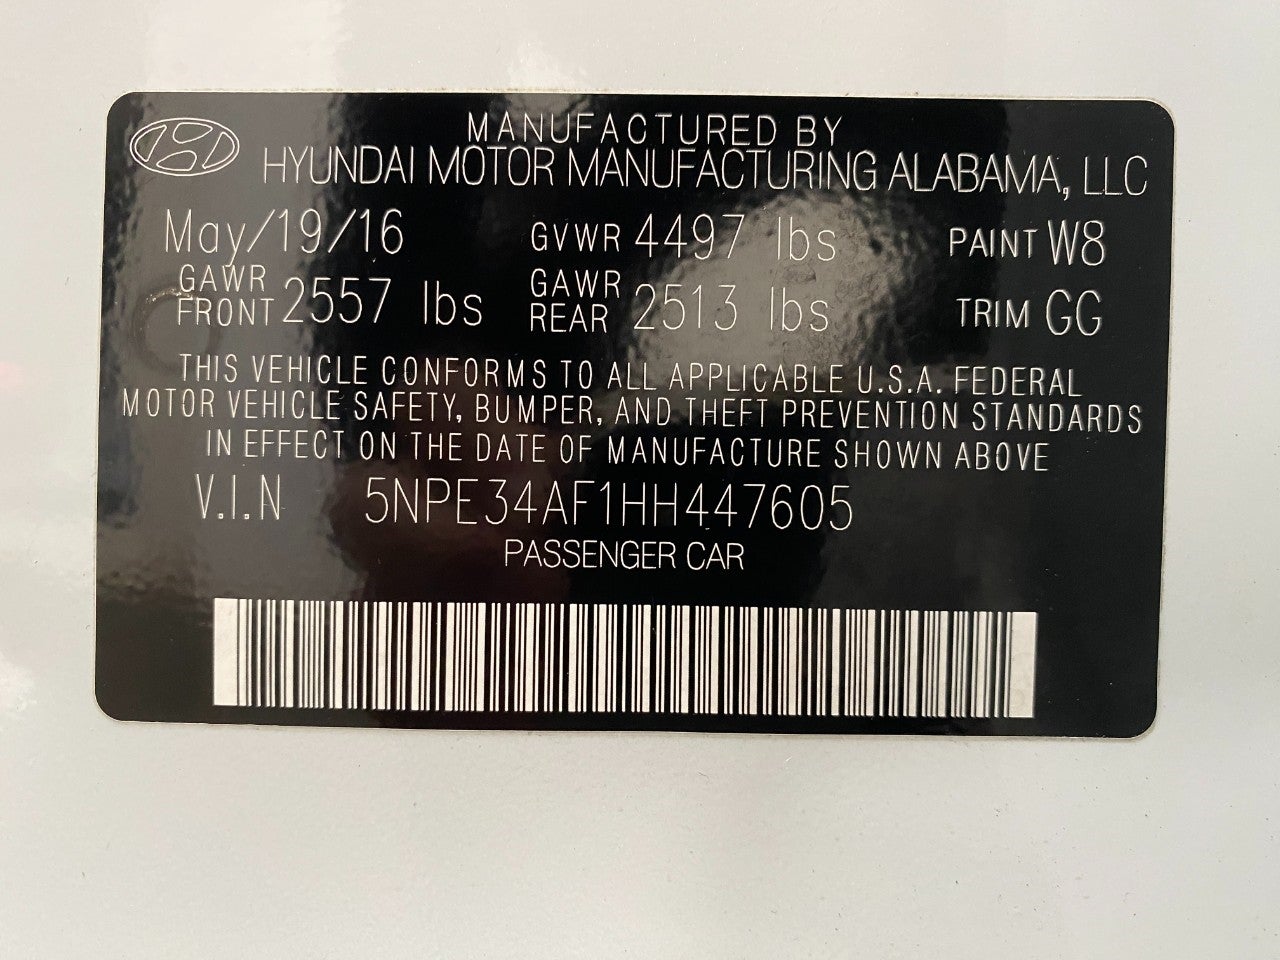 MANUFACTURED BY
HYUNDAI MOTOR MANUFACTURING ALABAMA, LLC
May/19/16 GVWR 4497 lbs PAINT W8
GAWR FRONT 2557 lbs GAWR REAR 2513 lbs TRIM GG
THIS VEHICLE CONFORMS TO ALL APPLICABLE U.S.A. FEDERAL
MOTOR VEHICLE SAFETY, BUMPER, AND THEFT PREVENTION STANDARDS
IN EFFECT ON THE DATE OF MANUFACTURE SHOWN ABOVE
V.I.N 5NPE34AF1HH447605
PASSENGER CAR